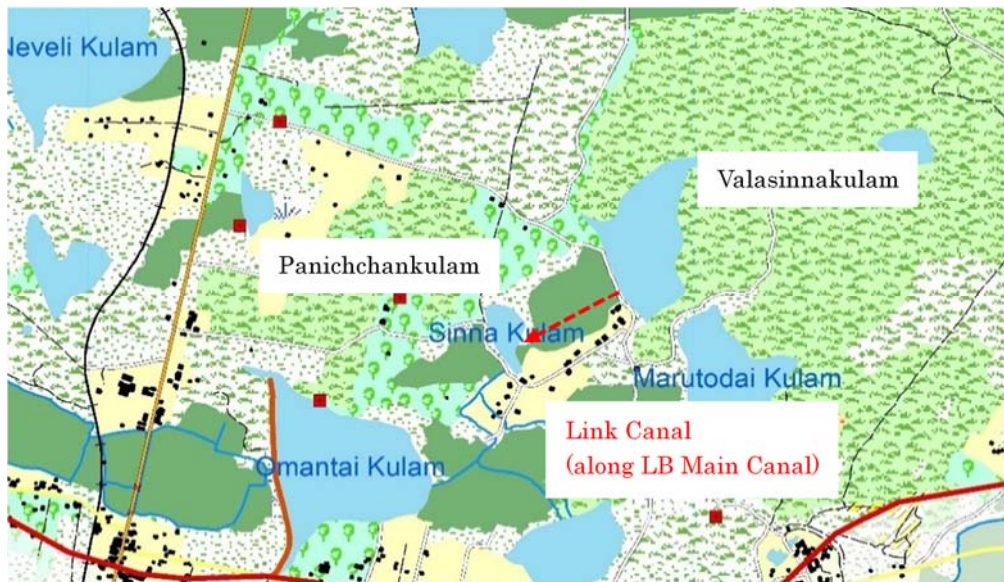 Neveli Kulam
Valasinnakulam
Panichchankulam
Sinna Kulam
Marutodai Kulam
Link Canal
(along LB Main Canal)
Omantai Kulam